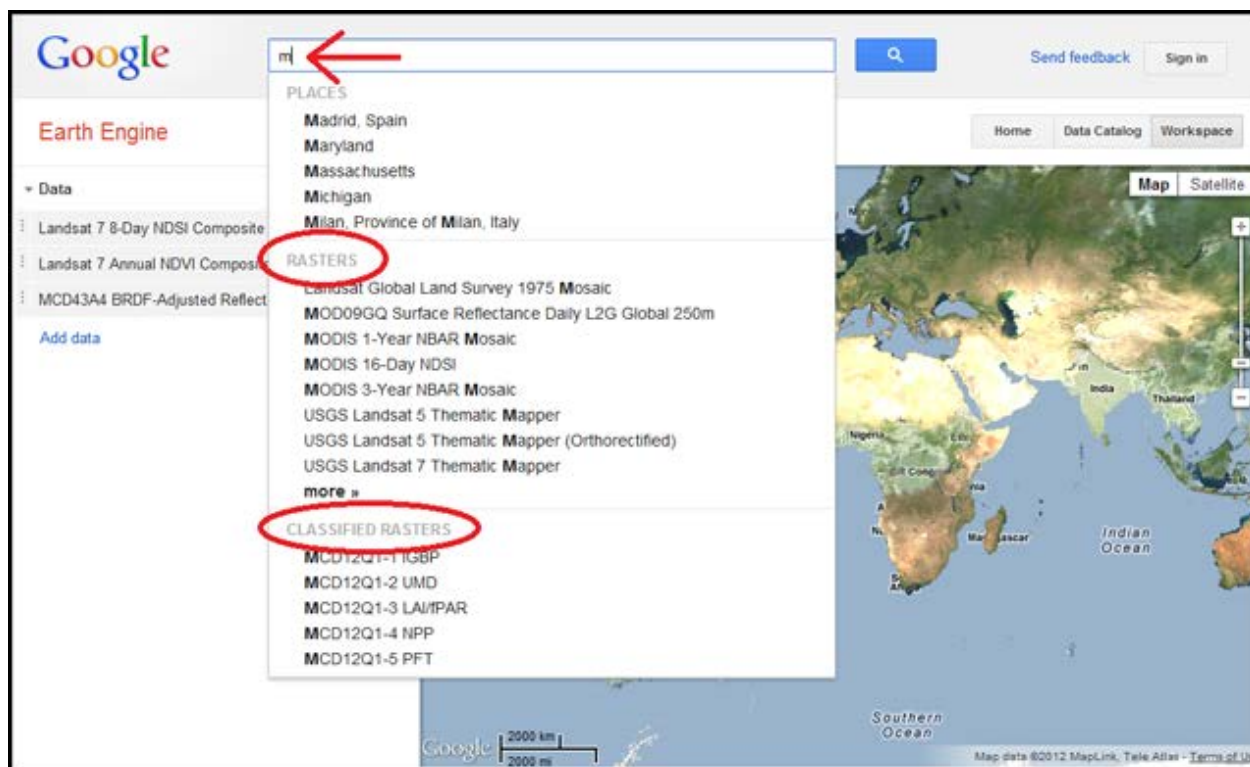 Google
m
Send feedback
Sign in
PLACES
Madrid, Spain
Maryland
Massachusetts
Michigan
Milan, Province of Milan, Italy
Earth Engine
Home
Data Catalog
Workspace
Data
Landsat 7 8-Day NDSI Composite
Landsat 7 Annual NDVI Composite
MCD43A4 BRDF-Adjusted Reflect
Add data
RASTERS
Landsat Global Land Survey 1975 Mosaic
MOD09GQ Surface Reflectance Daily L2G Global 250m
MODIS 1-Year NBAR Mosaic
MODIS 16-Day NDSI
MODIS 3-Year NBAR Mosaic
USGS Landsat 5 Thematic Mapper
USGS Landsat 5 Thematic Mapper (Orthorectified)
USGS Landsat 7 Thematic Mapper
more »
CLASSIFIED RASTERS
MCD12Q1-1 IGBP
MCD12Q1-2 UMD
MCD12Q1-3 LAI/fPAR
MCD12Q1-4 NPP
MCD12Q1-5 PFT
Map
Satellite
India
Thailand
Nigeria
DR Congo
Madagascar
Indian
Ocean
Southern
Ocean
Google
2000 km
2000 mi
Map data ©2012 MapLink, Tele Atlas - Terms of U